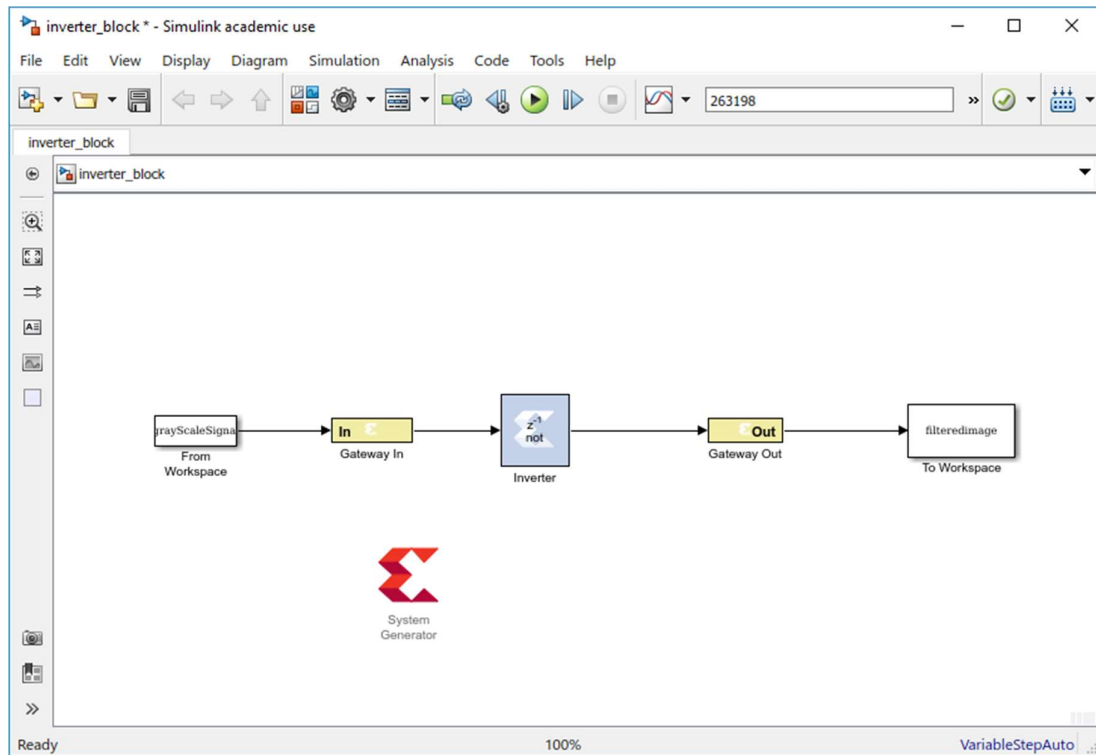 inverter_block * - Simulink academic use
File Edit View Display Diagram Simulation Analysis Code Tools Help
263198
inverter_block
inverter_block
grayScaleSigna
From
Workspace
In
Gateway In
z-1
not
Inverter
Out
Gateway Out
filteredimage
To Workspace
System
Generator
Ready 100% VariableStepAuto